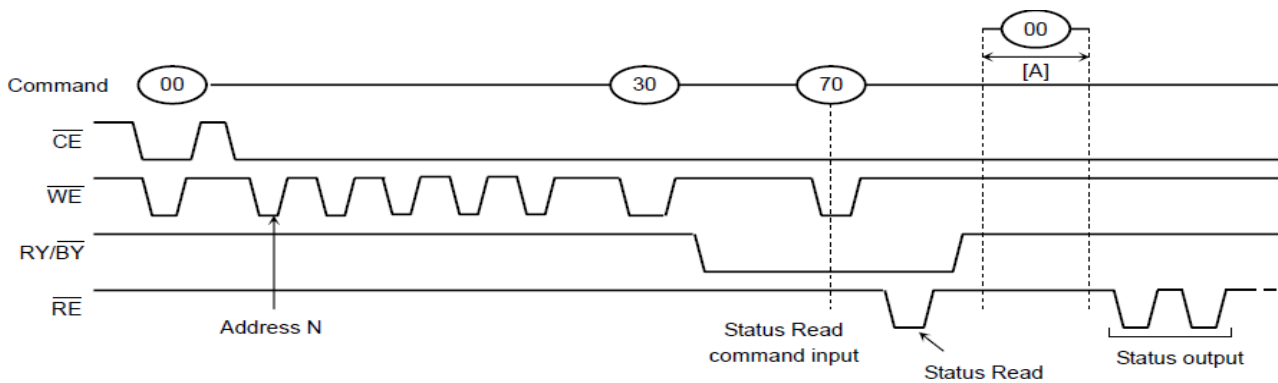 00
[A]
Command 00 30 70
CE
WE
RY/BY
RE
Address N
Status Read
command input
Status Read
Status output